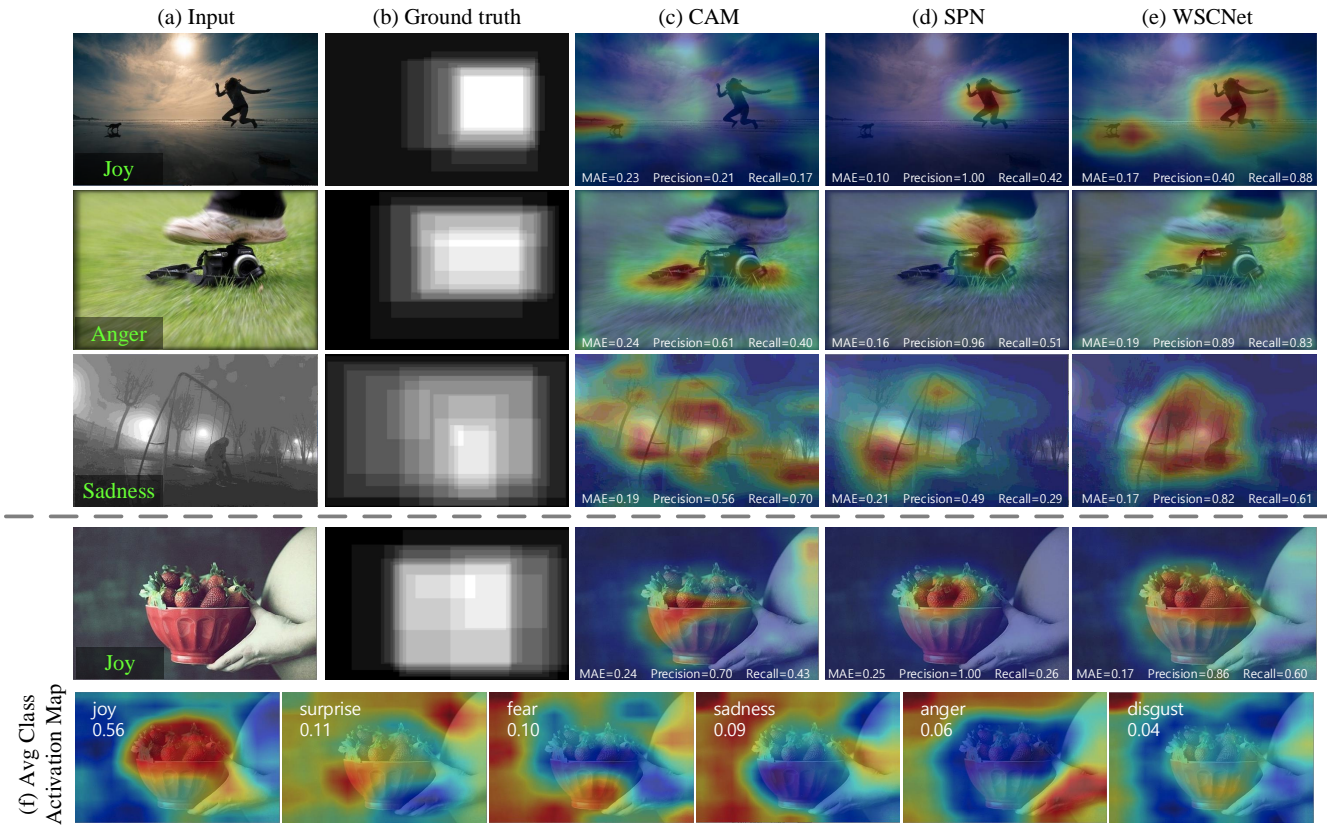 (a) Input (b) Ground truth (c) CAM (d) SPN (e) WSCNet
Joy
MAE=0.23 Precision=0.21 Recall=0.17
MAE=0.10 Precision=1.00 Recall=0.42
MAE=0.17 Precision=0.40 Recall=0.88
Anger
MAE=0.24 Precision=0.61 Recall=0.40
MAE=0.16 Precision=0.96 Recall=0.51
MAE=0.19 Precision=0.89 Recall=0.83
Sadness
MAE=0.19 Precision=0.56 Recall=0.70
MAE=0.21 Precision=0.49 Recall=0.29
MAE=0.17 Precision=0.82 Recall=0.61
Joy
MAE=0.24 Precision=0.70 Recall=0.43
MAE=0.25 Precision=1.00 Recall=0.26
MAE=0.17 Precision=0.86 Recall=0.60
(f) Avg Class
Activation Map
joy
0.56
surprise
0.11
fear
0.10
sadness
0.09
anger
0.06
disgust
0.04